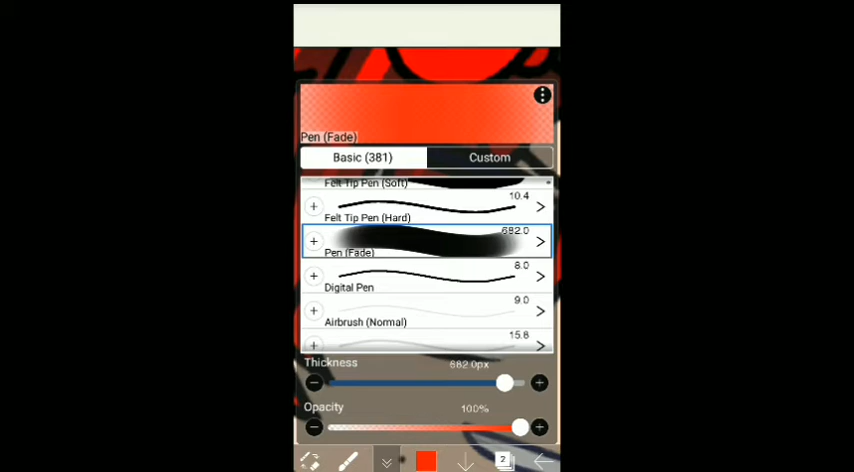 Pen (Fade)
Basic (381)
Custom
Felt Tip Pen (Soft)
10.4
Felt Tip Pen (Hard)
682.0
Pen (Fade)
8.0
Digital Pen
9.0
Airbrush (Normal)
15.8
Thickness
682.0px
Opacity
100%
2